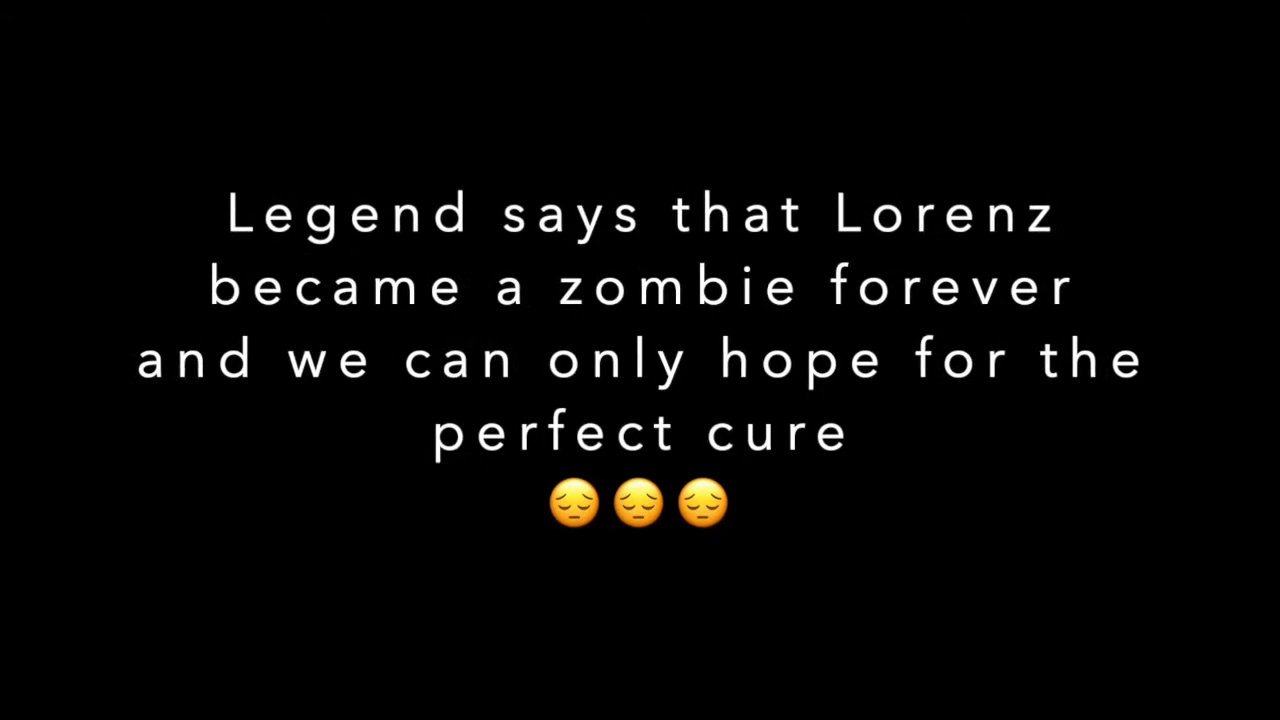 Legend says that Lorenz
became a zombie forever
and we can only hope for the
perfect cure
😔😔😔